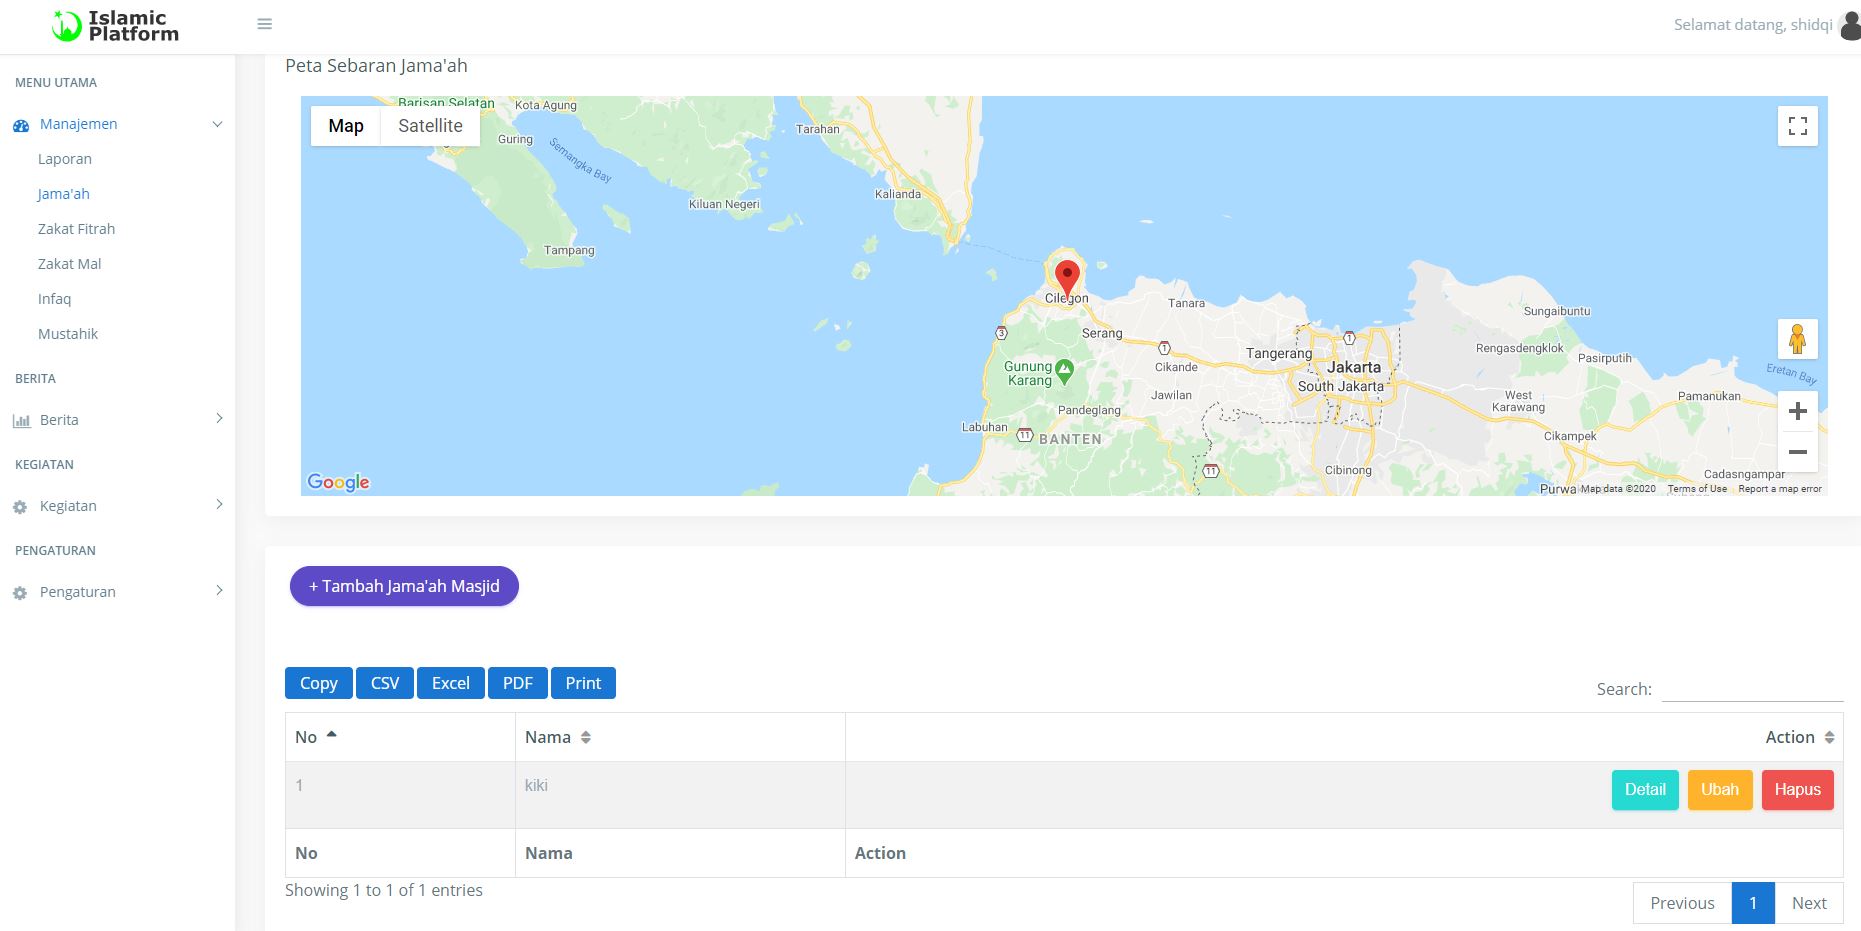 Islamic
Platform
Selamat datang, shidqi
MENU UTAMA
Manajemen
Laporan
Jama'ah
Zakat Fitrah
Zakat Mal
Infaq
Mustahik
BERITA
Berita
KEGIATAN
Kegiatan
PENGATURAN
Pengaturan
Peta Sebaran Jama'ah
Map
Satellite
Barisan Selatan
Kota Agung
Guring
Semangka Bay
Tarahan
Kalianda
Kiluan Negeri
Tampang
Cilegon
Tanara
Serang
3
1
1
Sungaibuntu
Rengasdengklok
Pasirputih
Eretan Bay
Tangerang
Jakarta
South Jakarta
Cikande
Gunung
Karang
Jawilan
Pandeglang
West
Karawang
Pamanukan
Labuhan
11
BANTEN
Cikampek
11
Cibinong
Cadasngampar
Purwa
Google
Map data ©2020
Terms of Use
Report a map error
+ Tambah Jama'ah Masjid
Copy
CSV
Excel
PDF
Print
Search:
No
Nama
Action
1
kiki
Detail
Ubah
Hapus
No
Nama
Action
Showing 1 to 1 of 1 entries
Previous
1
Next